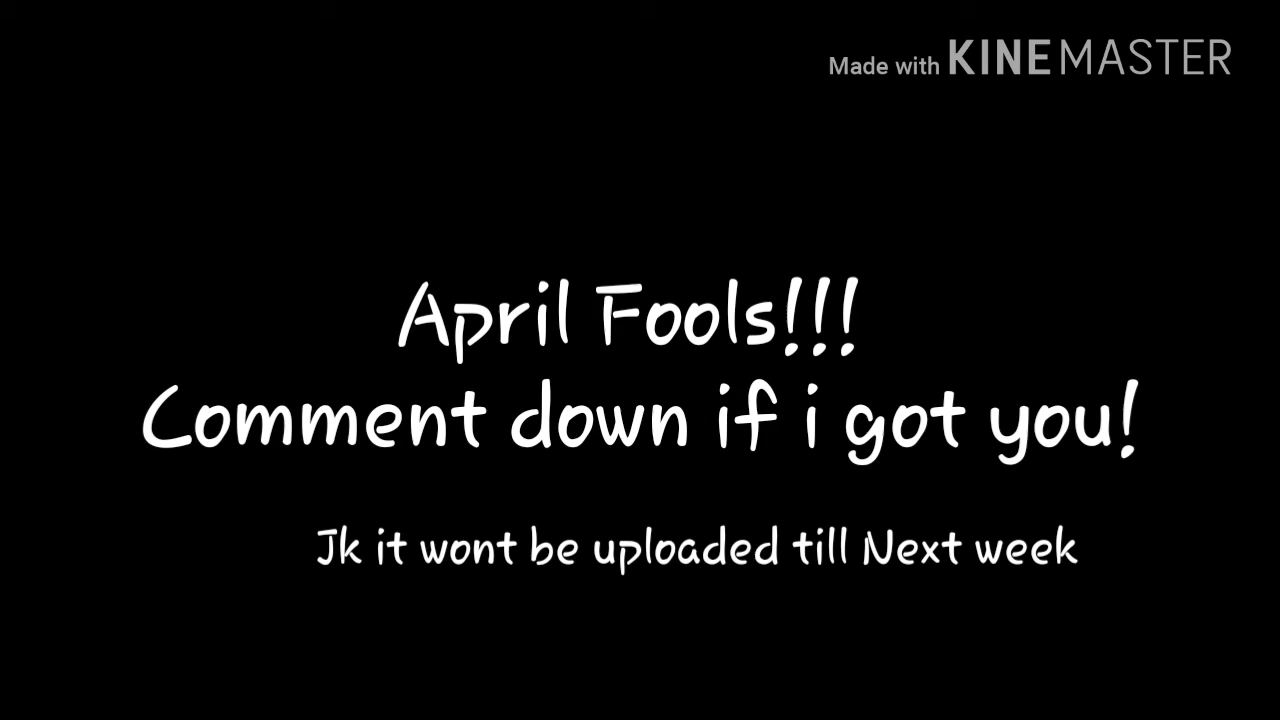 Made with KINEMASTER
April Fools!!!
Comment down if i got you!
Jk it wont be uploaded till Next week